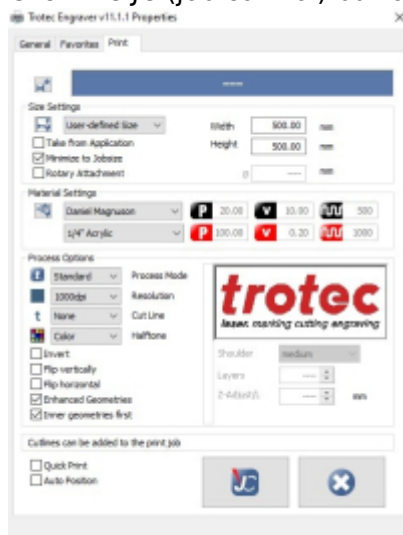 Trotec Engraver v11.1.1 Properties
General Favorites Print
----
Size Settings
User-defined Size Width 500.00 mm
Take from Application Height 500.00 mm
Minimize to Jobsize
Rotary Attachment ø ---- mm
Material Settings
Daniel Magnuson P 20.00 V 10.00 500
1/4" Acrylic P 100.00 V 0.20 1000
Process Options
Standard Process Mode
1000dpi Resolution
t None Cut Line
Color Halftone
trotec
laser. marking cutting engraving
Invert
Flip vertically
Flip horizontal
Enhanced Geometries
Inner geometries first
Shoulder medium
Layers ----
Z-Adjust/L ---- mm
Cutlines can be added to the print job
Quick Print
Auto Position
JC